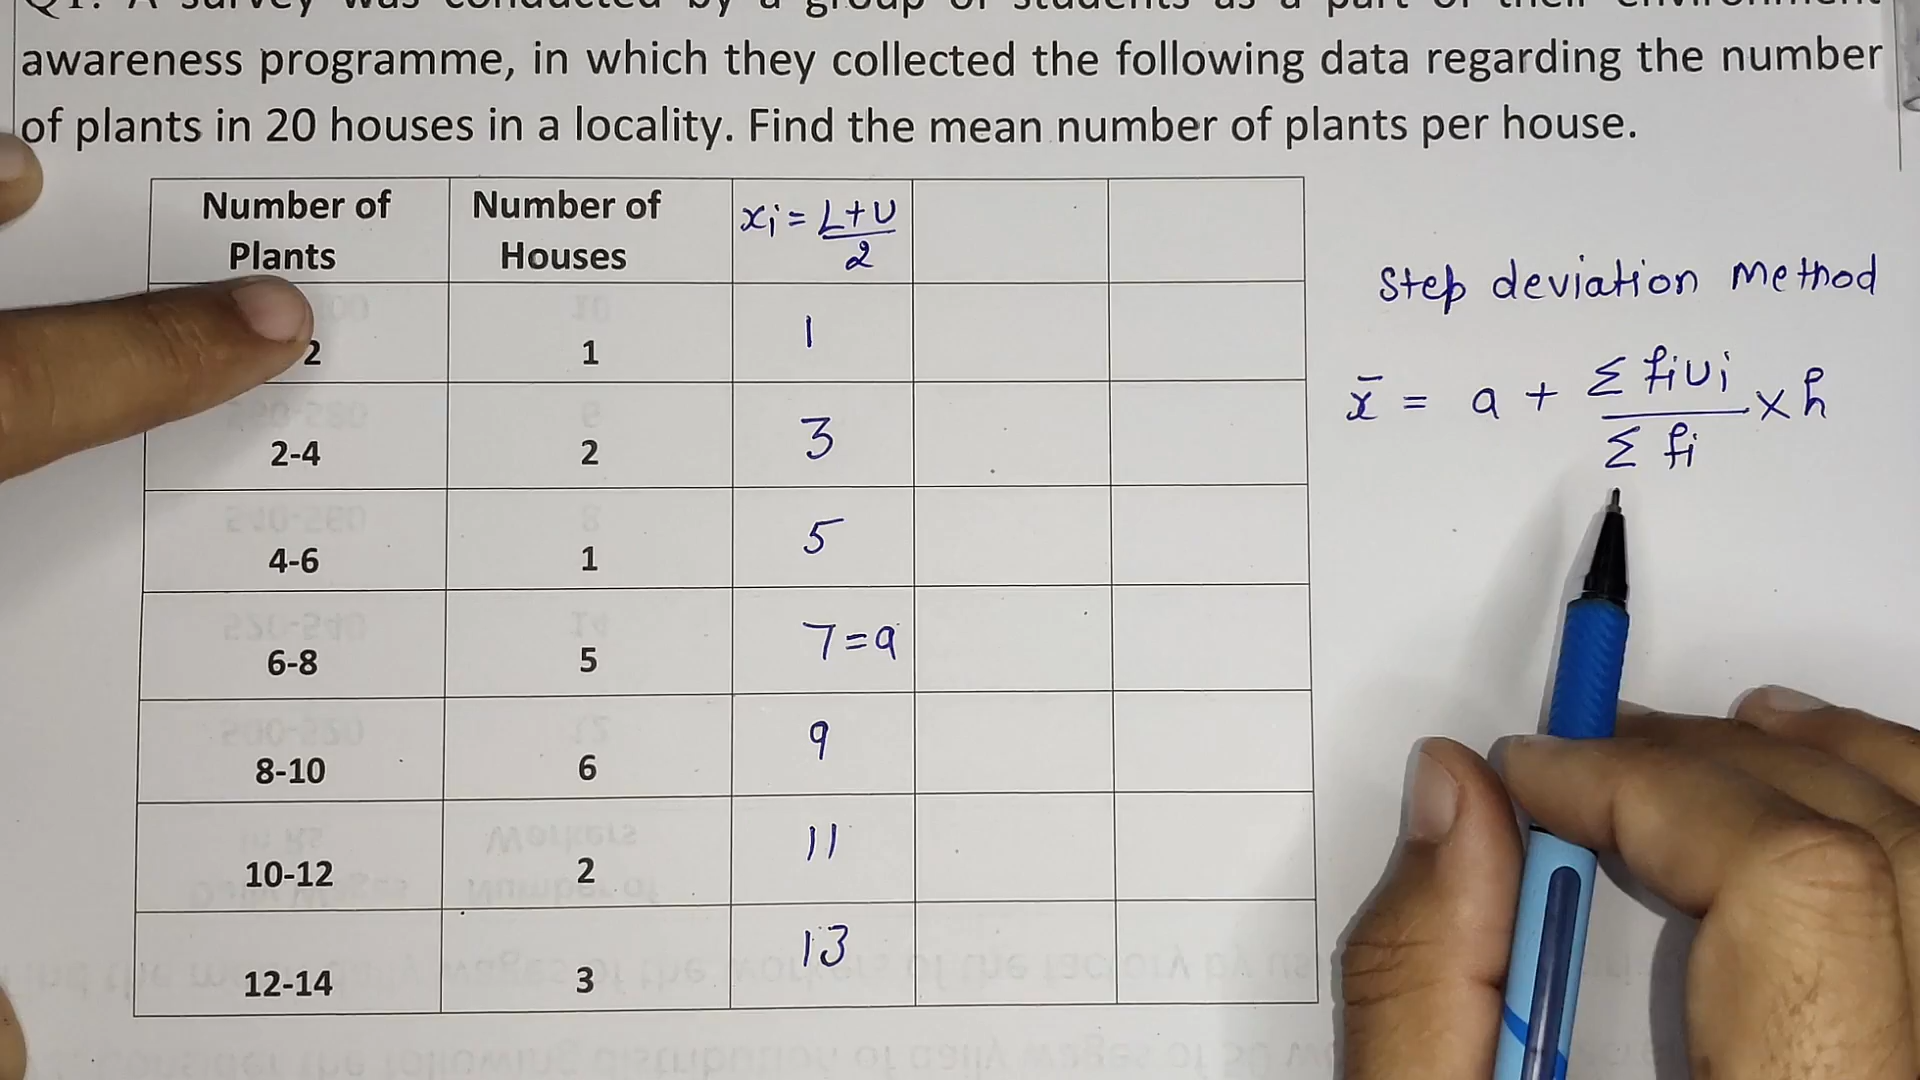 awareness programme, in which they collected the following data regarding the number
of plants in 20 houses in a locality. Find the mean number of plants per house.
Number of Plants | Number of Houses | xi = L+U / 2
2 | 1 | 1
2-4 | 2 | 3
4-6 | 1 | 5
6-8 | 5 | 7=a
8-10 | 6 | 9
10-12 | 2 | 11
12-14 | 3 | 13
Step deviation Method
x̄ = a + Σ fiui / Σ fi × h